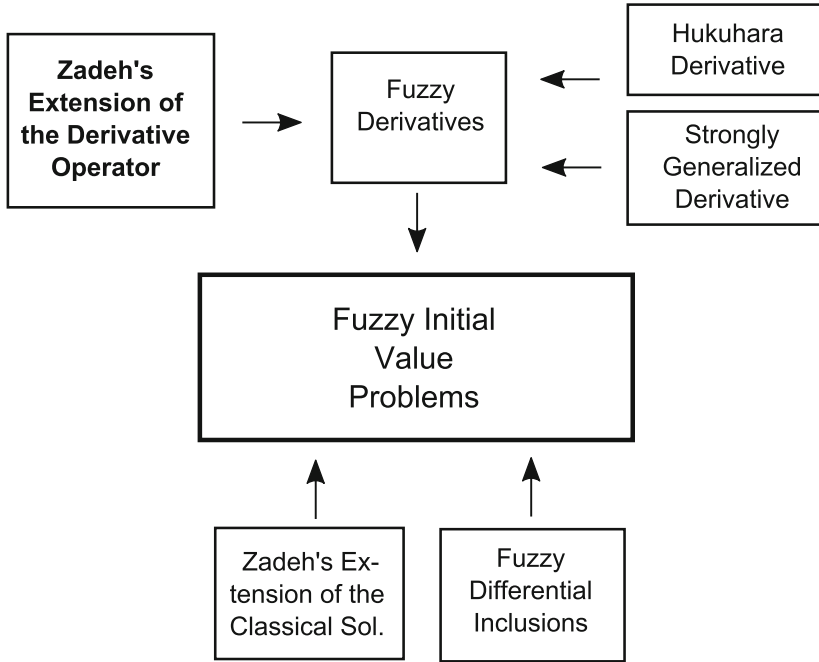 Zadeh's
Extension of
the Derivative
Operator
Fuzzy
Derivatives
Hukuhara
Derivative
Strongly
Generalized
Derivative
Fuzzy Initial
Value
Problems
Zadeh's Ex-
tension of the
Classical Sol.
Fuzzy
Differential
Inclusions